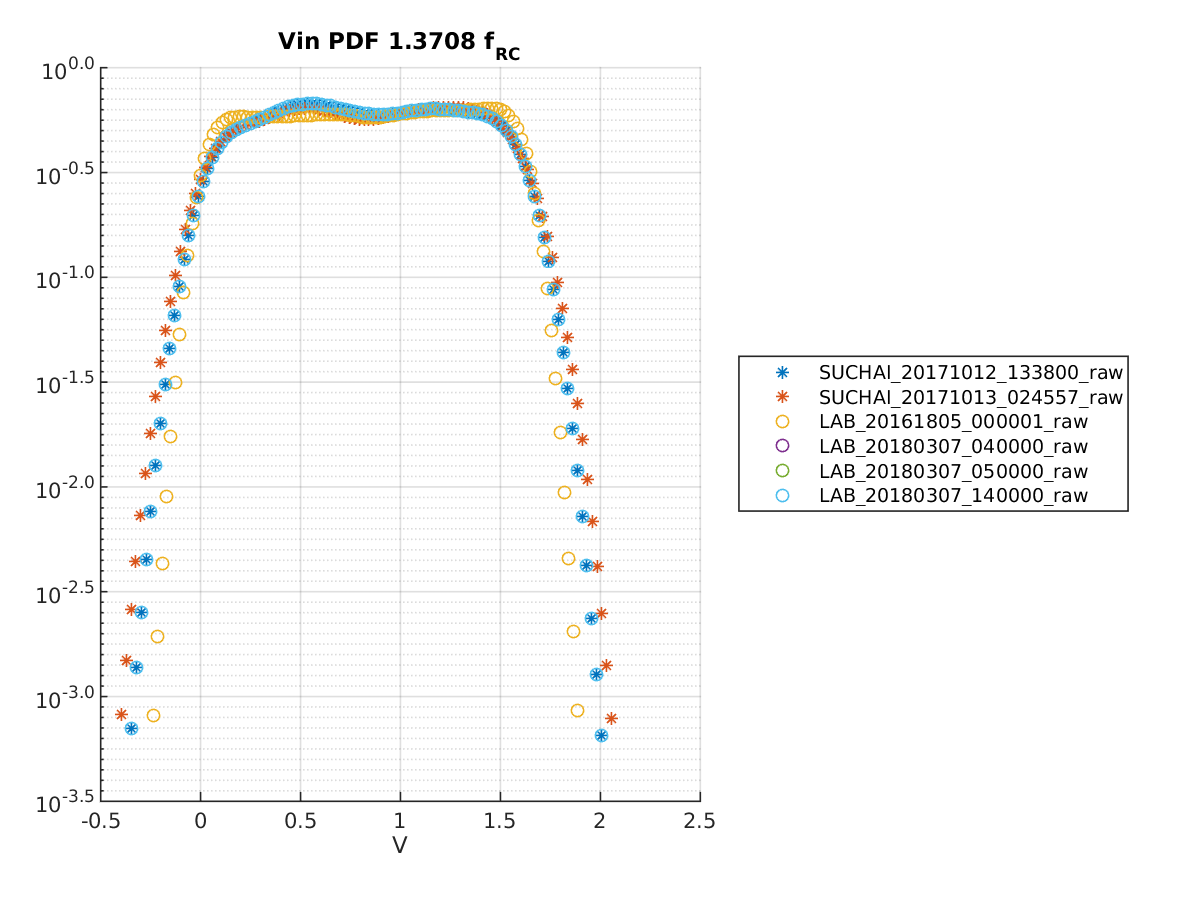 Vin PDF 1.3708 f_RC
10^0.0
10^-0.5
10^-1.0
10^-1.5
10^-2.0
10^-2.5
10^-3.0
10^-3.5
-0.5 0 0.5 1 1.5 2 2.5
V
SUCHAI_20171012_133800_raw
SUCHAI_20171013_024557_raw
LAB_20161805_000001_raw
LAB_20180307_040000_raw
LAB_20180307_050000_raw
LAB_20180307_140000_raw